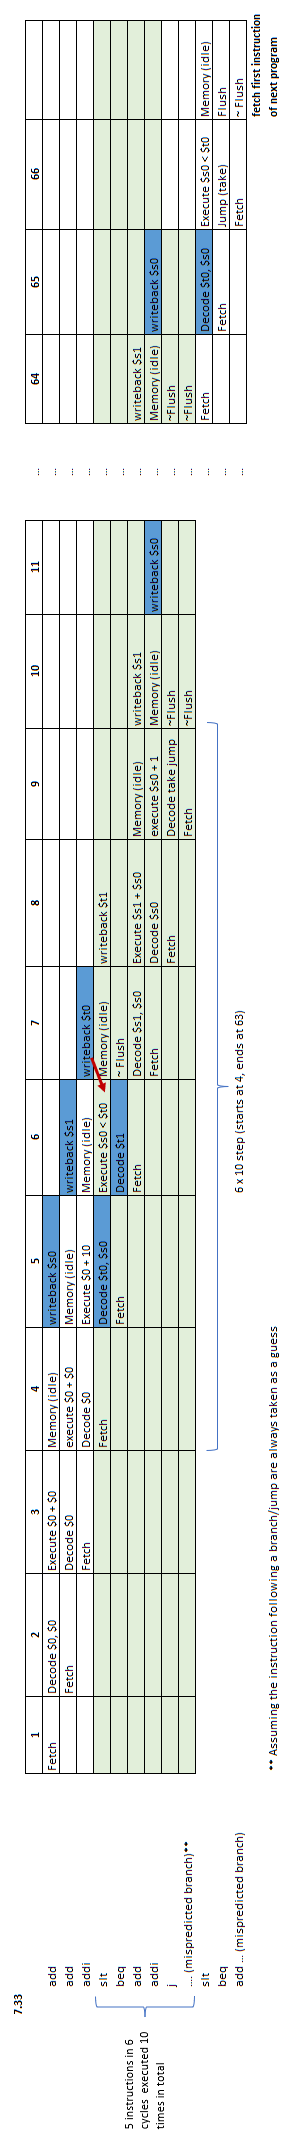 7.33
1 2 3 4 5 6 7 8 9 10 11 ... 64 65 66
add Fetch Decode $0, $0 Execute $0 + $0 Memory (idle) writeback $s0 ...
add Fetch Decode $0 execute $0 + $0 Memory (idle) writeback $s1 ...
addi Fetch Decode $0 Execute $0 + 10 Memory (idle) writeback $t0 ...
slt Fetch Decode $t0, $s0 Execute $s0 < $t0 Memory (idle) writeback $t1 ...
beq Fetch Decode $t1 ~ Flush ...
add Fetch Decode $s1, $s0 Execute $s1 + $s0 Memory (idle) writeback $s1 ... writeback $s1
addi Fetch Decode $s0 execute $s0 + 1 Memory (idle) writeback $s0 ... Memory (idle) writeback $s0
j Fetch Decode take jump ~Flush ... ~Flush
.... (mispredicted branch)** Fetch ~Flush ... ~Flush
slt ... Fetch Decode $t0, $s0 Execute $s0 < $t0 Memory (idle)
beq ... Fetch Jump (take) Flush
add ... (mispredicted branch) ... Fetch ~ Flush
5 instructions in 6
cycles executed 10
times in total
6 x 10 step (starts at 4, ends at 63)
fetch first instruction
of next program
** Assuming the instruction following a branch/jump are always taken as a guess